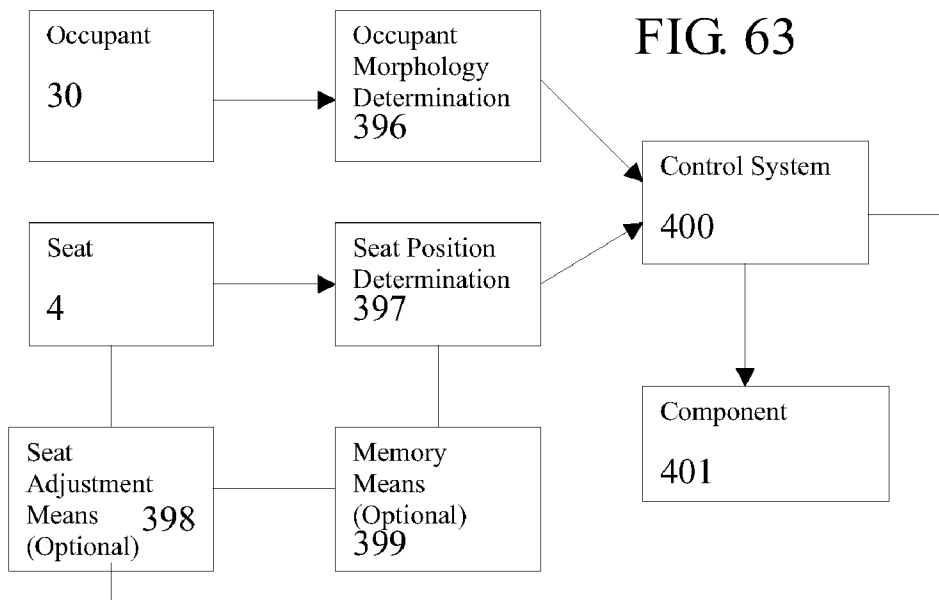 FIG. 63
Occupant
30
Occupant
Morphology
Determination
396
Control System
400
Seat
4
Seat Position
Determination
397
Component
401
Seat
Adjustment
Means 398
(Optional)
Memory
Means
(Optional)
399